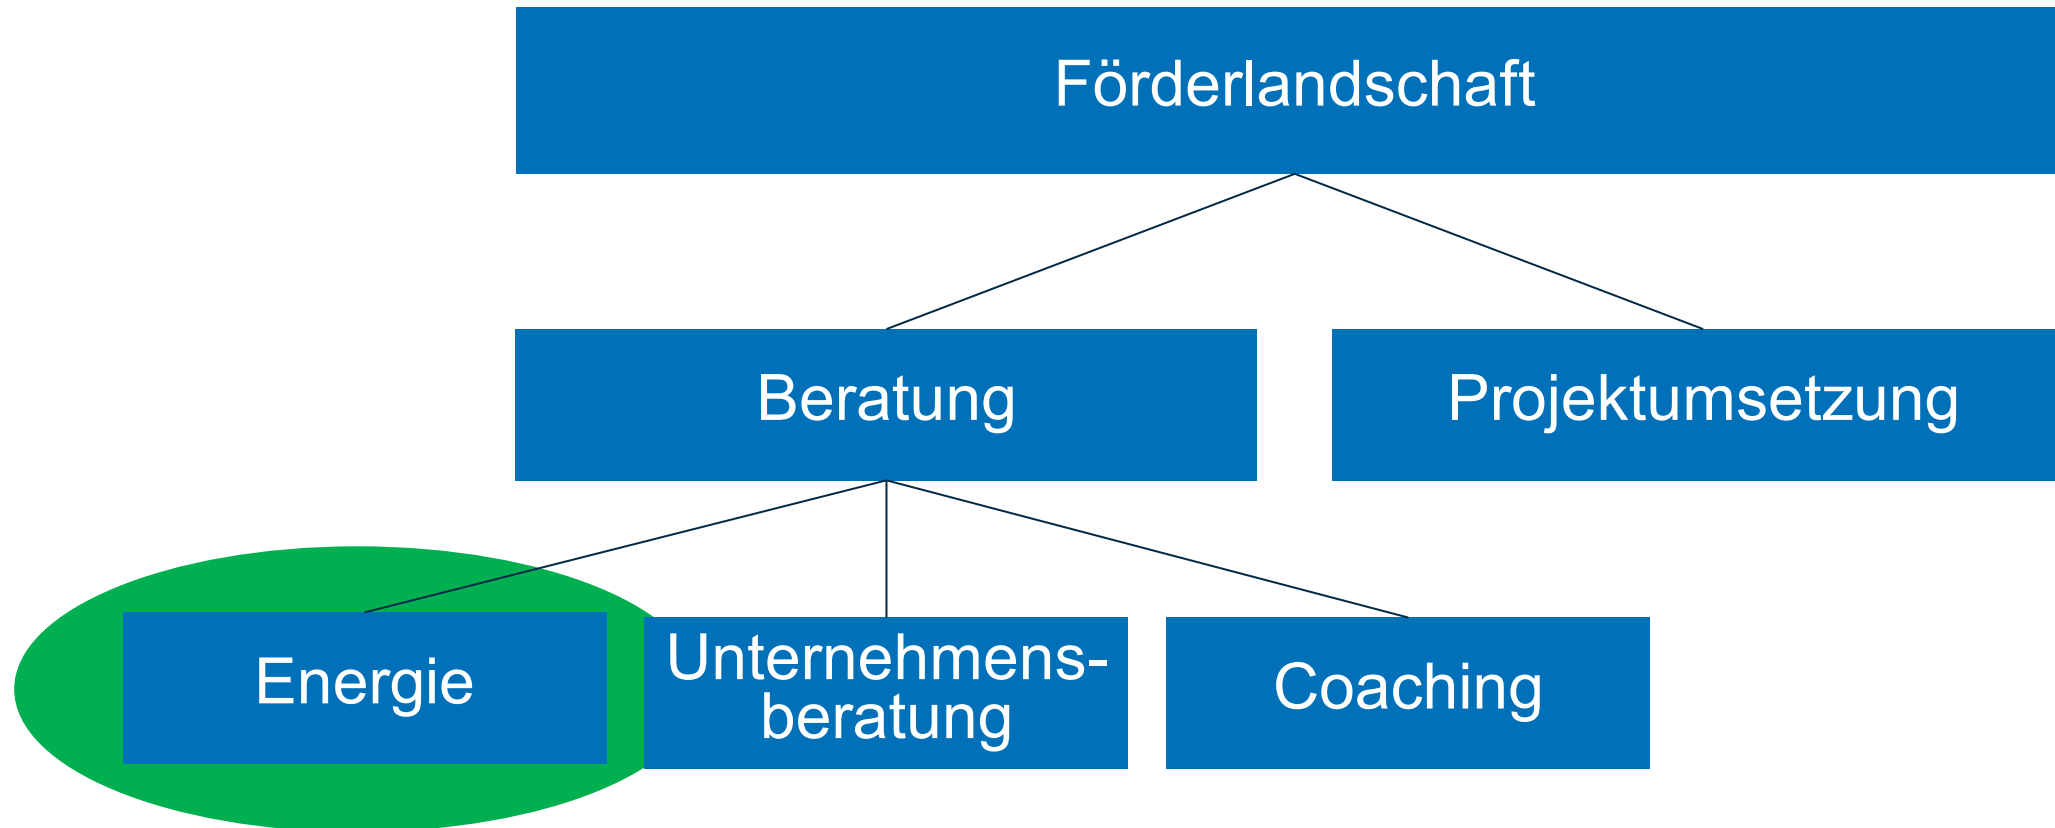 Förderlandschaft
Beratung
Projektumsetzung
Energie
Unternehmens-
beratung
Coaching